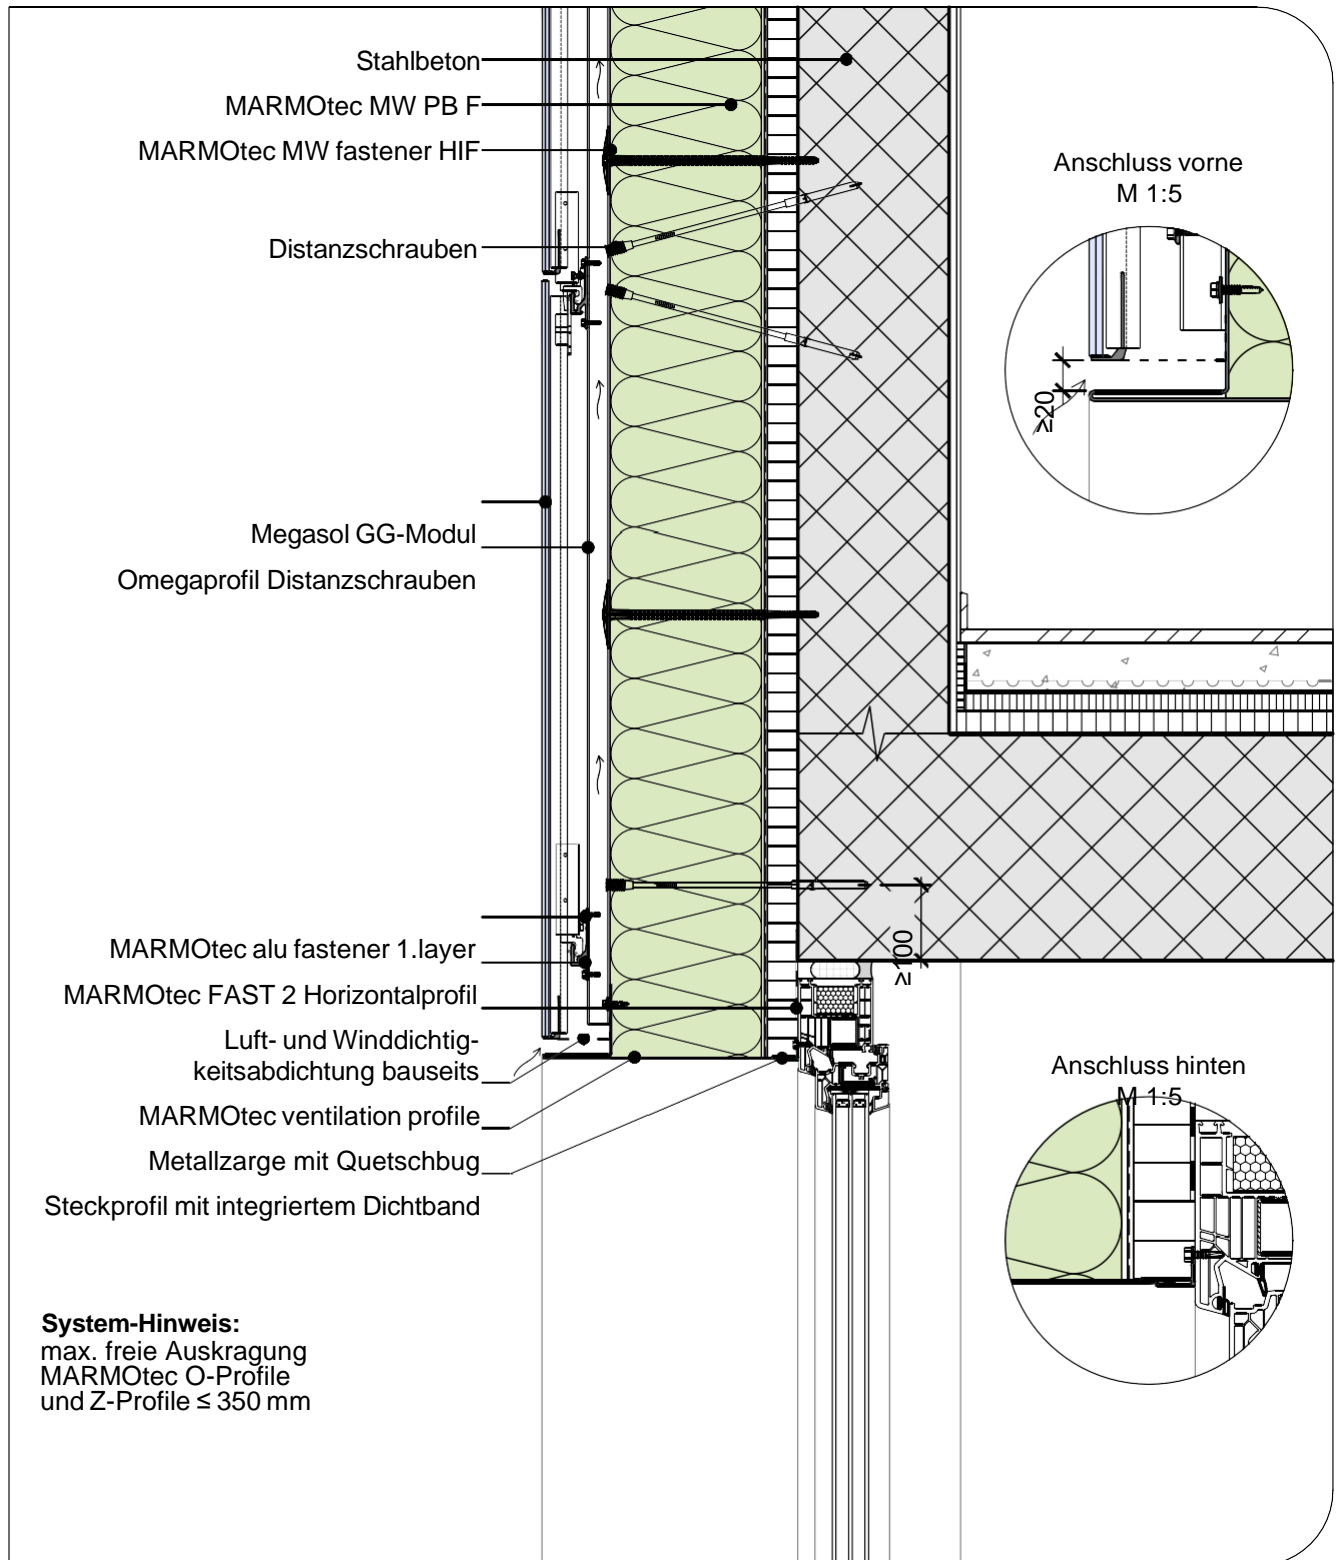 Stahlbeton
MARMOtec MW PB F
MARMOtec MW fastener HIF
Distanzschrauben
Megasol GG-Modul
Omegaprofil Distanzschrauben
MARMOtec alu fastener 1.layer
MARMOtec FAST 2 Horizontalprofil
Luft- und Winddichtig-
keitsabdichtung bauseits
MARMOtec ventilation profile
Metallzarge mit Quetschbug
Steckprofil mit integriertem Dichtband
System-Hinweis:
max. freie Auskragung
MARMOtec O-Profile
und Z-Profile ≤ 350 mm
Anschluss vorne
M 1:5
≥20
≥100
Anschluss hinten
M 1:5